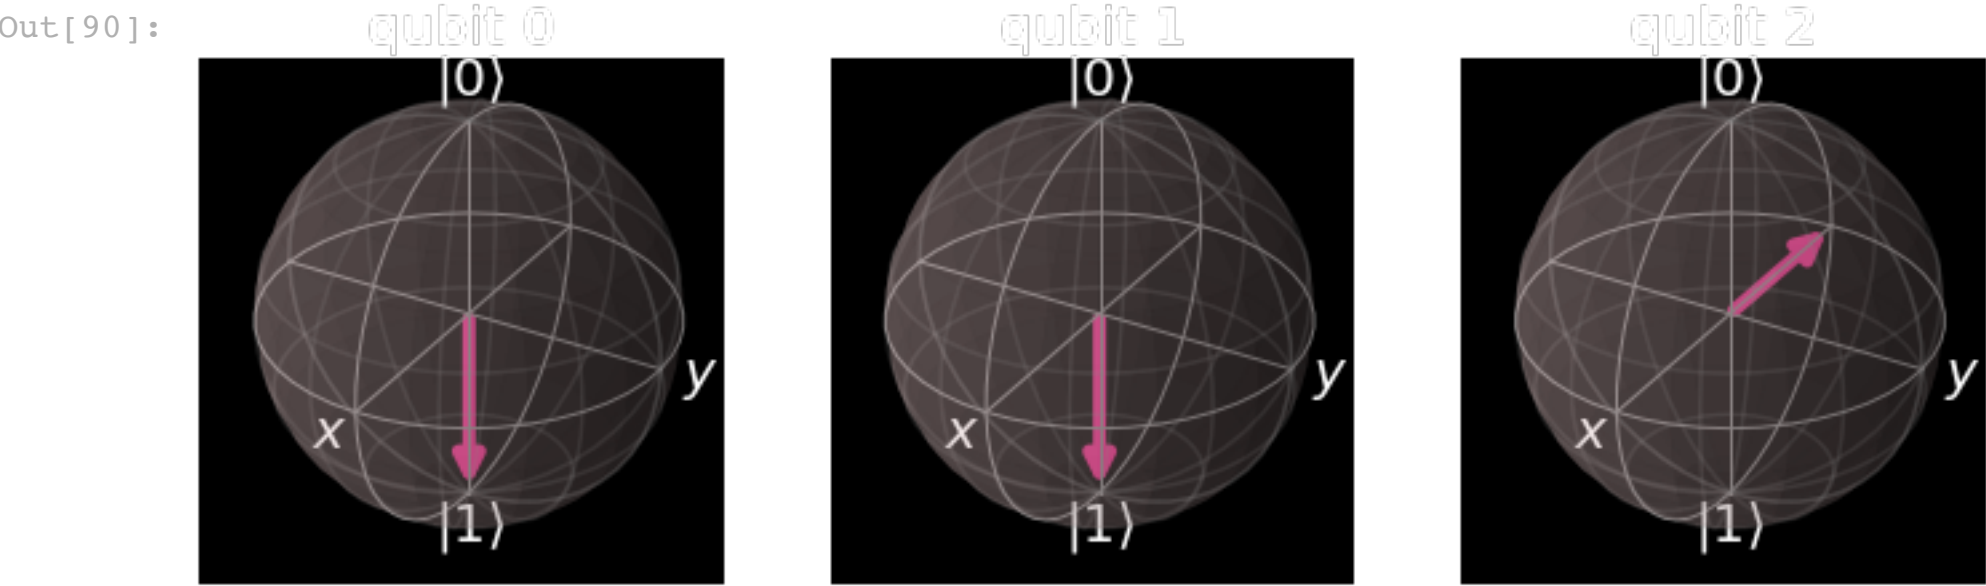 Out[90]:
qubit 0
qubit 1
qubit 2
|0⟩
|0⟩
|0⟩
y
y
y
x
x
x
|1⟩
|1⟩
|1⟩